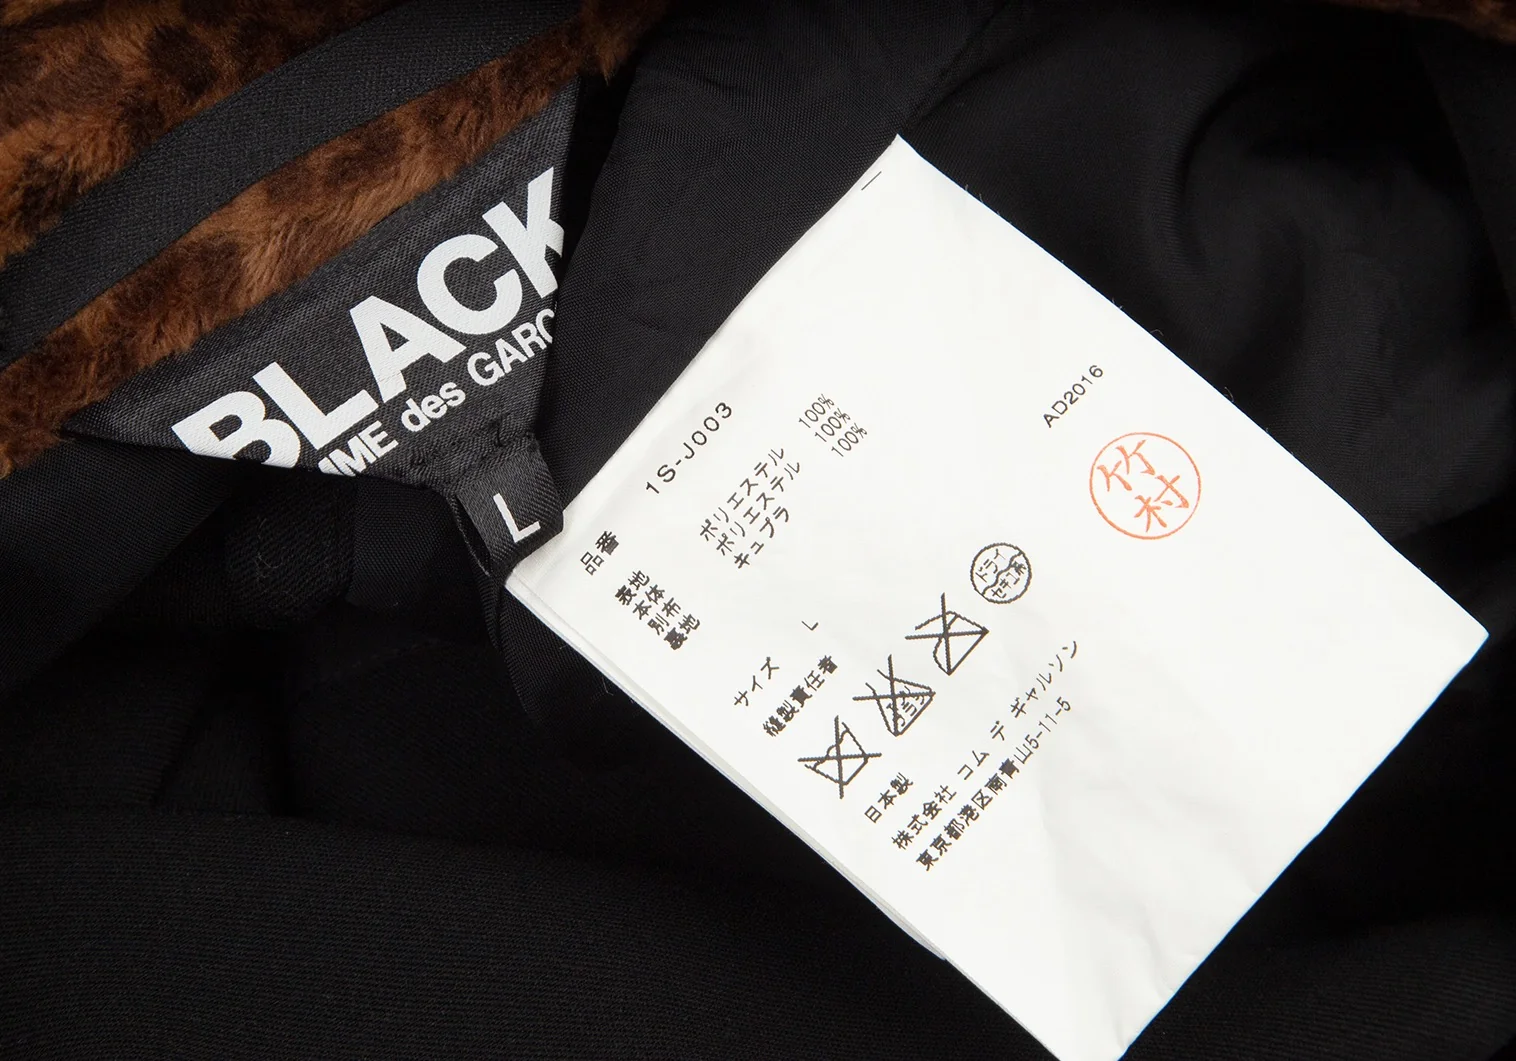 BLACK
OMME des GARÇ
L
品番 1S-J003
表地
本体 ポリエステル 100%
別布 ポリエステル 100%
裏地 キュプラ 100%
サイズ L
縫製責任者
ドライ
セキユ系
日本製
株式会社 コム デ ギャルソン
東京都港区南青山5-11-5
AD2016
竹村